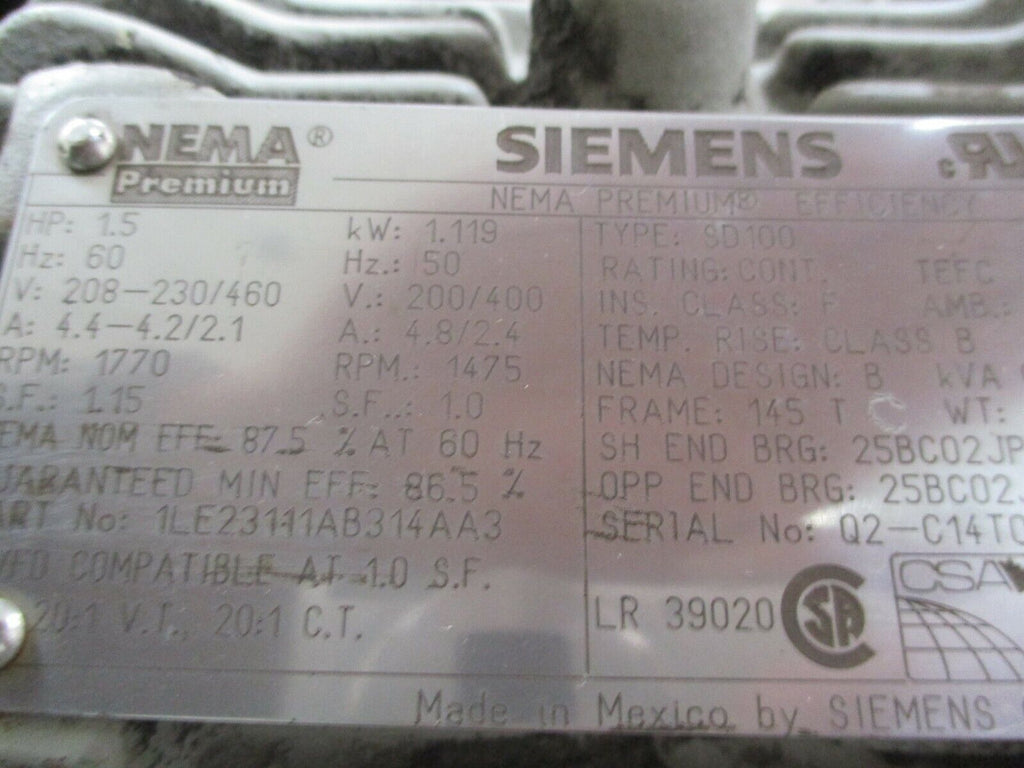 NEMA ®
Premium
SIEMENS
NEMA PREMIUM® EFFICIENCY
HP: 1.5 kW: 1.119
Hz: 60 Hz.: 50
V: 208-230/460 V.: 200/400
A: 4.4-4.2/2.1 A.: 4.8/2.4
RPM: 1770 RPM.: 1475
S.F.: 1.15 S.F..: 1.0
EMA NOM EFF= 87.5 % AT 60 Hz
UARANTEED MIN EFF: 86.5 %
ART No: 1LE23111AB314AA3
COMPATIBLE AT 1.0 S.F.
20:1 V.T., 20:1 C.T.
TYPE: SD100
RATING: CONT. TEFC
INS. CLASS: F AMB.:
TEMP. RISE: CLASS B
NEMA DESIGN: B kVA
FRAME: 145 T WT:
SH END BRG: 25BC02JP
OPP END BRG: 25BC02J
SERIAL No: Q2-C14T
LR 39020 CSA
Made in Mexico by SIEMENS